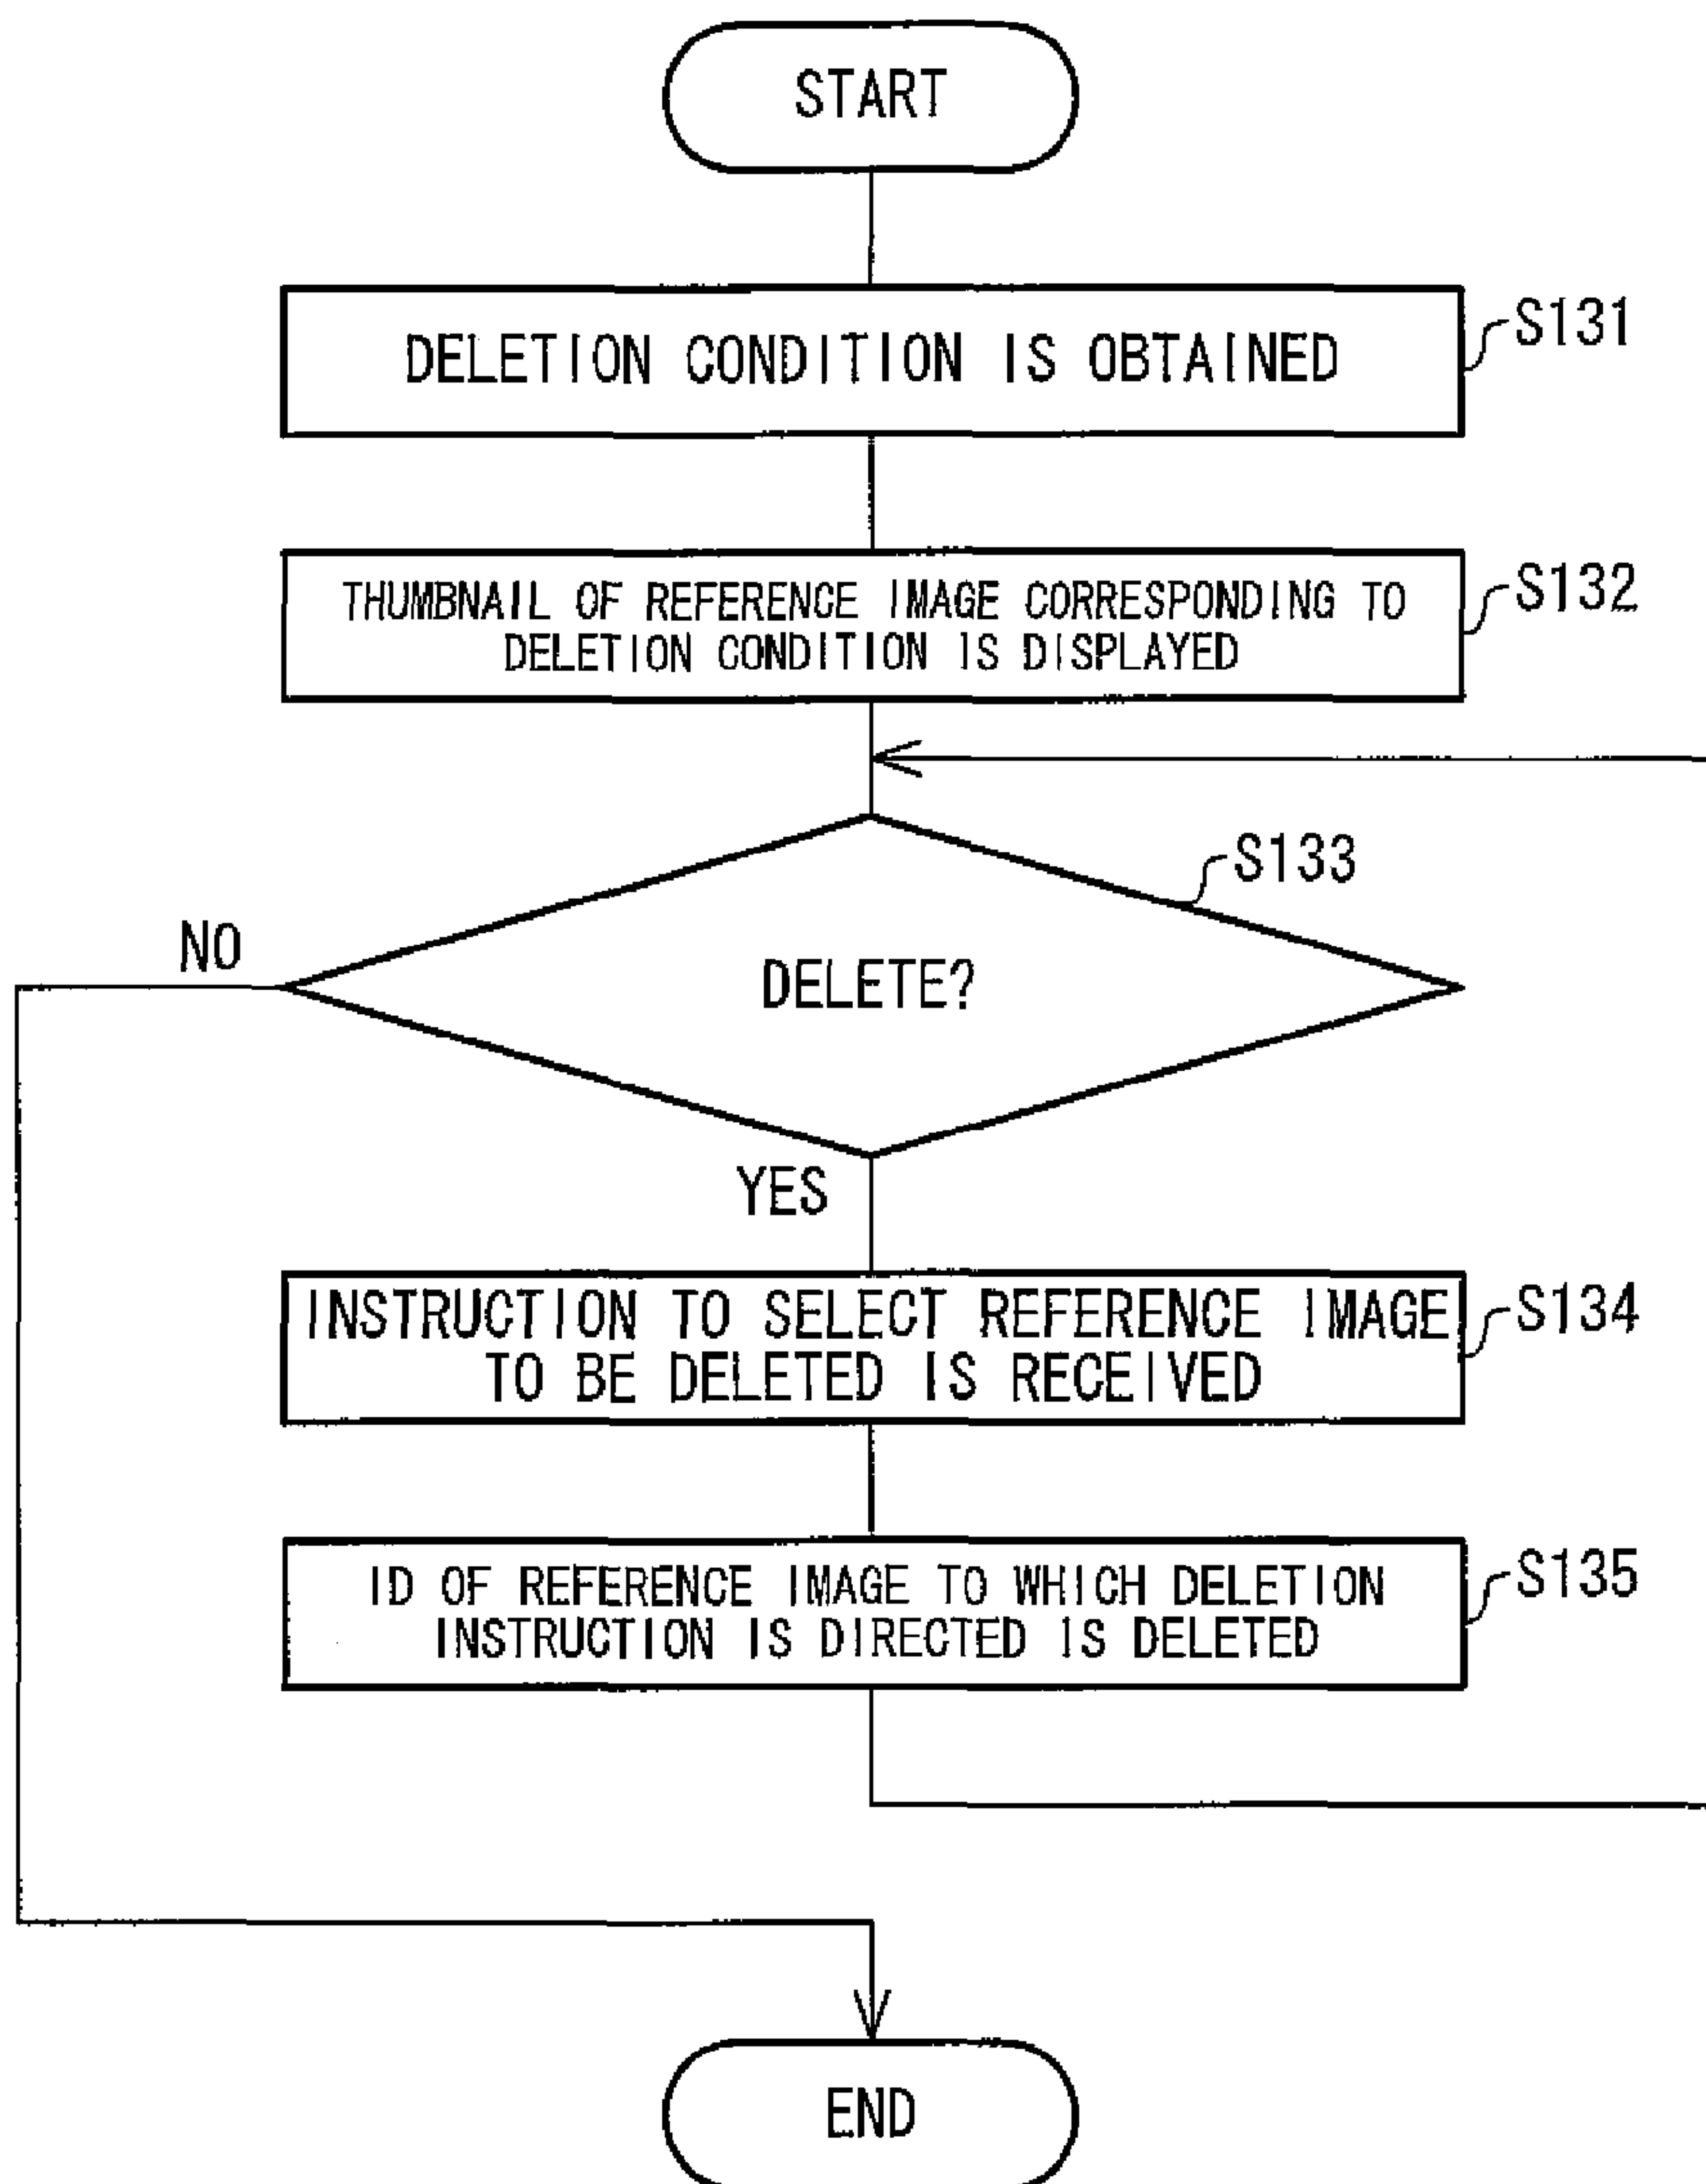 START
DELETION CONDITION IS OBTAINED
S131
THUMBNAIL OF REFERENCE IMAGE CORRESPONDING TO
DELETION CONDITION IS DISPLAYED
S132
S133
NO
DELETE?
YES
INSTRUCTION TO SELECT REFERENCE IMAGE
TO BE DELETED IS RECEIVED
S134
ID OF REFERENCE IMAGE TO WHICH DELETION
INSTRUCTION IS DIRECTED IS DELETED
S135
END